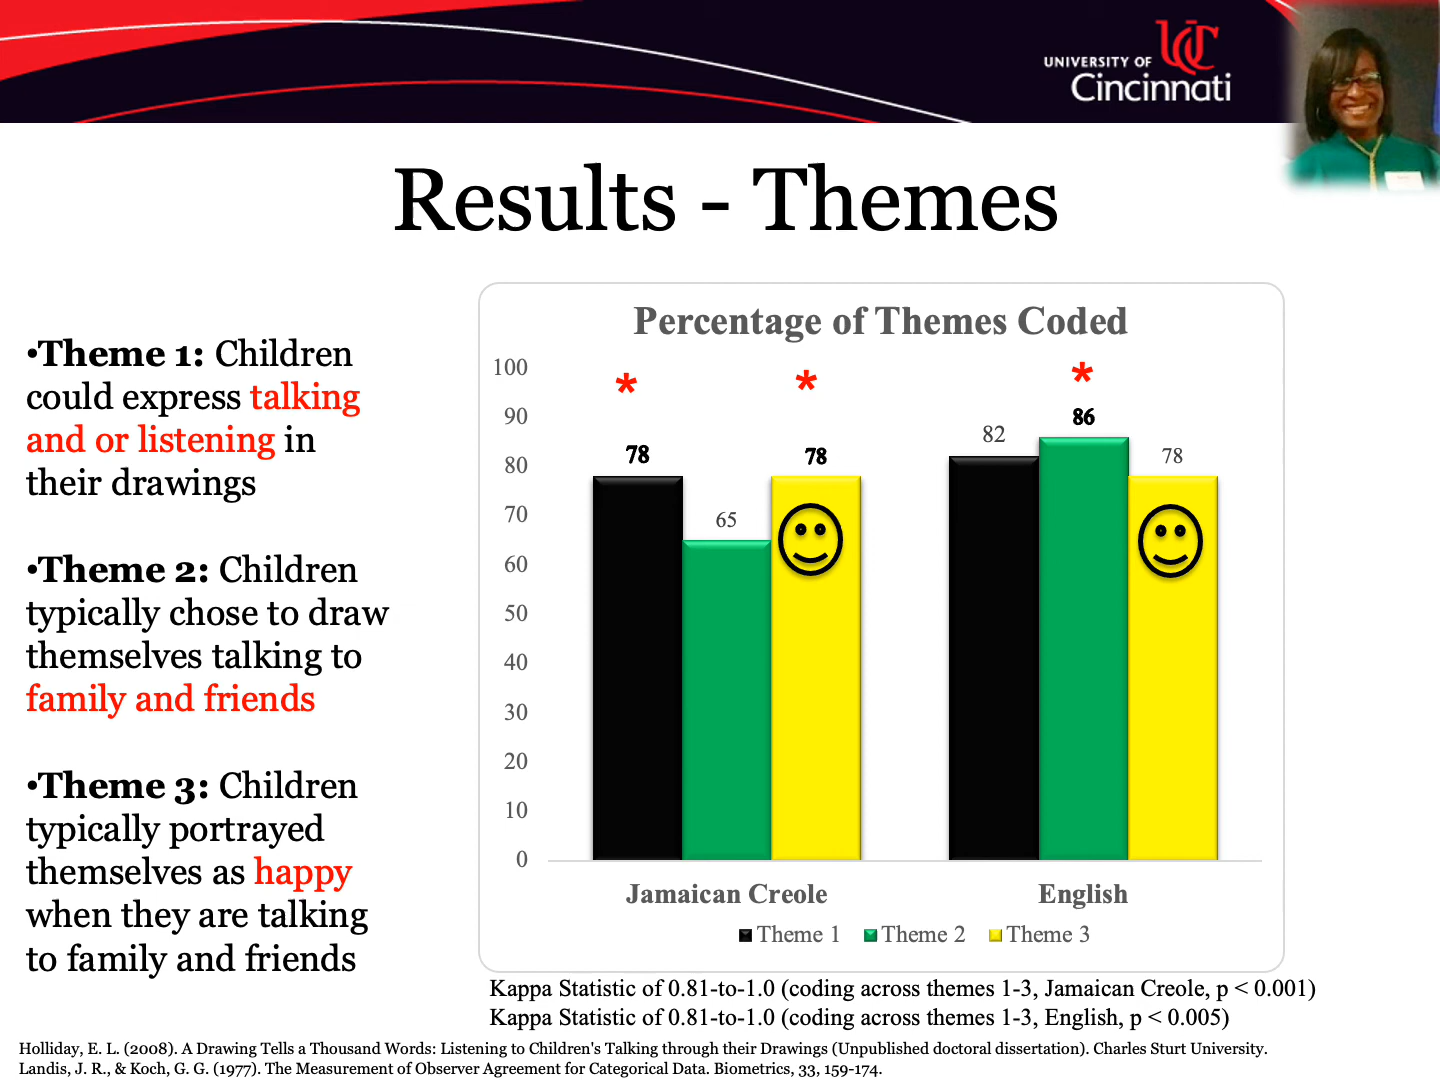 UNIVERSITY OF
Cincinnati
Results - Themes
•Theme 1: Children
could express talking
and or listening in
their drawings
•Theme 2: Children
typically chose to draw
themselves talking to
family and friends
•Theme 3: Children
typically portrayed
themselves as happy
when they are talking
to family and friends
Percentage of Themes Coded
100
90
80
70
60
50
40
30
20
10
0
* * *
78 65 78 82 86 78
Jamaican Creole English
Theme 1 Theme 2 Theme 3
Kappa Statistic of 0.81-to-1.0 (coding across themes 1-3, Jamaican Creole, p < 0.001)
Kappa Statistic of 0.81-to-1.0 (coding across themes 1-3, English, p < 0.005)
Holliday, E. L. (2008). A Drawing Tells a Thousand Words: Listening to Children's Talking through their Drawings (Unpublished doctoral dissertation). Charles Sturt University.
Landis, J. R., & Koch, G. G. (1977). The Measurement of Observer Agreement for Categorical Data. Biometrics, 33, 159-174.